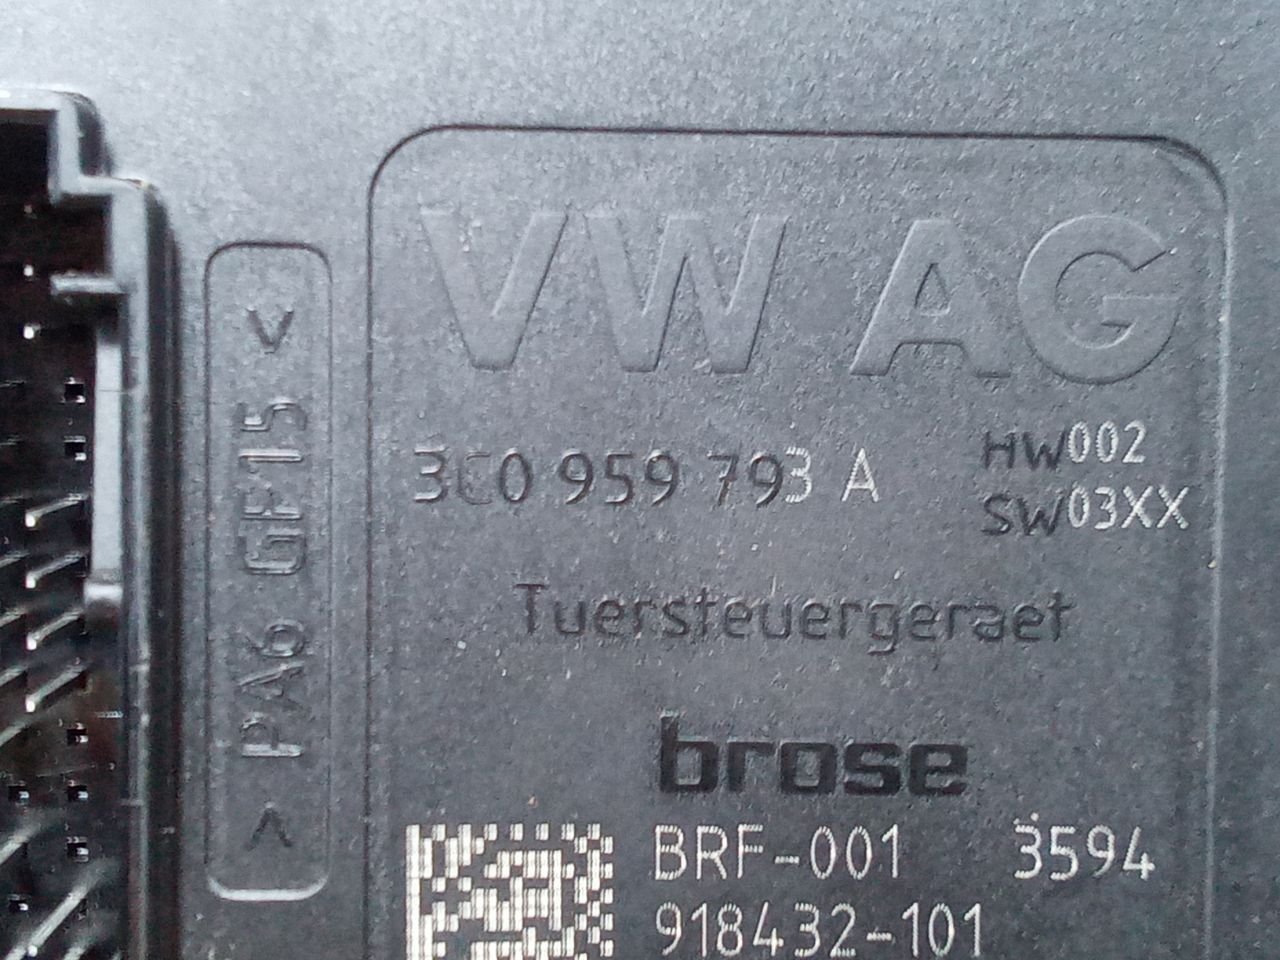 VW AG
3C0 959 793 A
HW002
SW03XX
Tuersteuergeraet
brose
BRF-001 3594
918432-101
> PA6 GF15 <